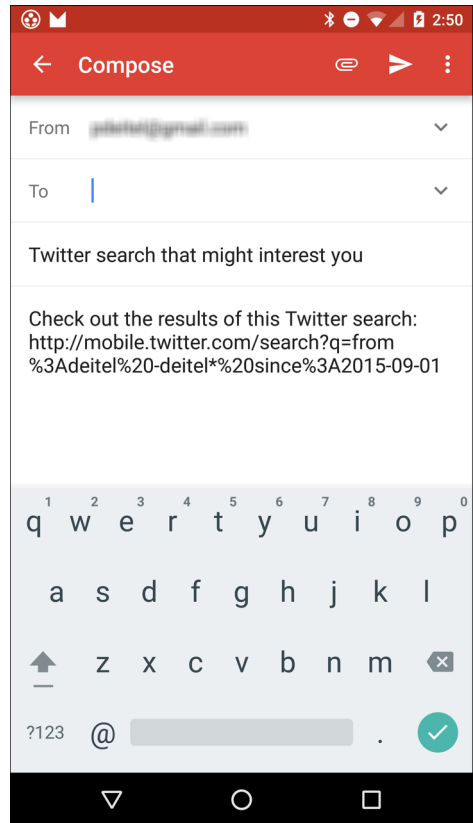 2:50
Compose
From
To
Twitter search that might interest you
Check out the results of this Twitter search:
http://mobile.twitter.com/search?q=from
%3Adeitel%20-deitel*%20since%3A2015-09-01
1 2 3 4 5 6 7 8 9 0
q w e r t y u i o p
a s d f g h j k l
z x c v b n m
?123 @ .